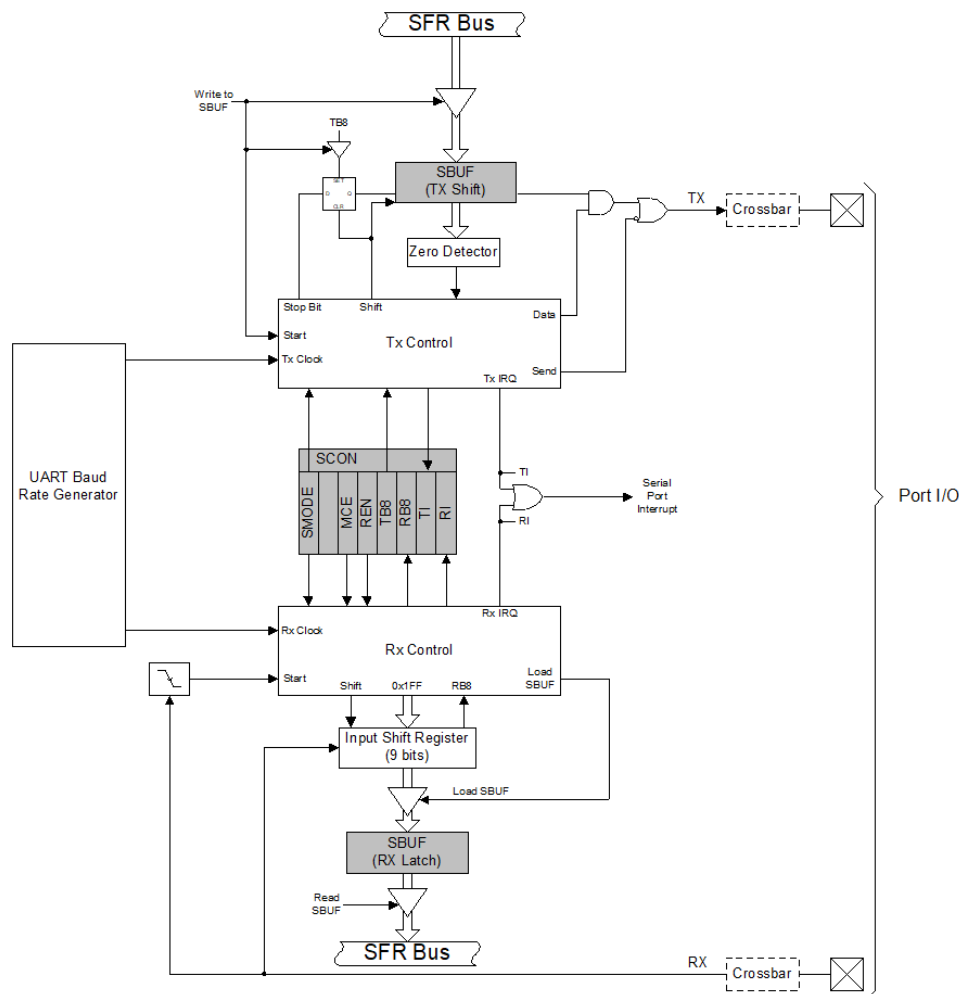 SFR Bus
Write to
SBUF
TB8
SET
D
Q
CLR
SBUF
(TX Shift)
TX
Crossbar
Zero Detector
Stop Bit
Shift
Data
Start
Tx Control
Tx Clock
Send
Tx IRQ
UART Baud
Rate Generator
SCON
SMODE
MCE
REN
TB8
RB8
TI
RI
TI
Serial
Port
Interrupt
RI
Port I/O
Rx IRQ
Rx Clock
Rx Control
Start
Load
SBUF
Shift
0x1FF
RB8
Input Shift Register
(9 bits)
Load SBUF
SBUF
(RX Latch)
Read
SBUF
SFR Bus
RX
Crossbar